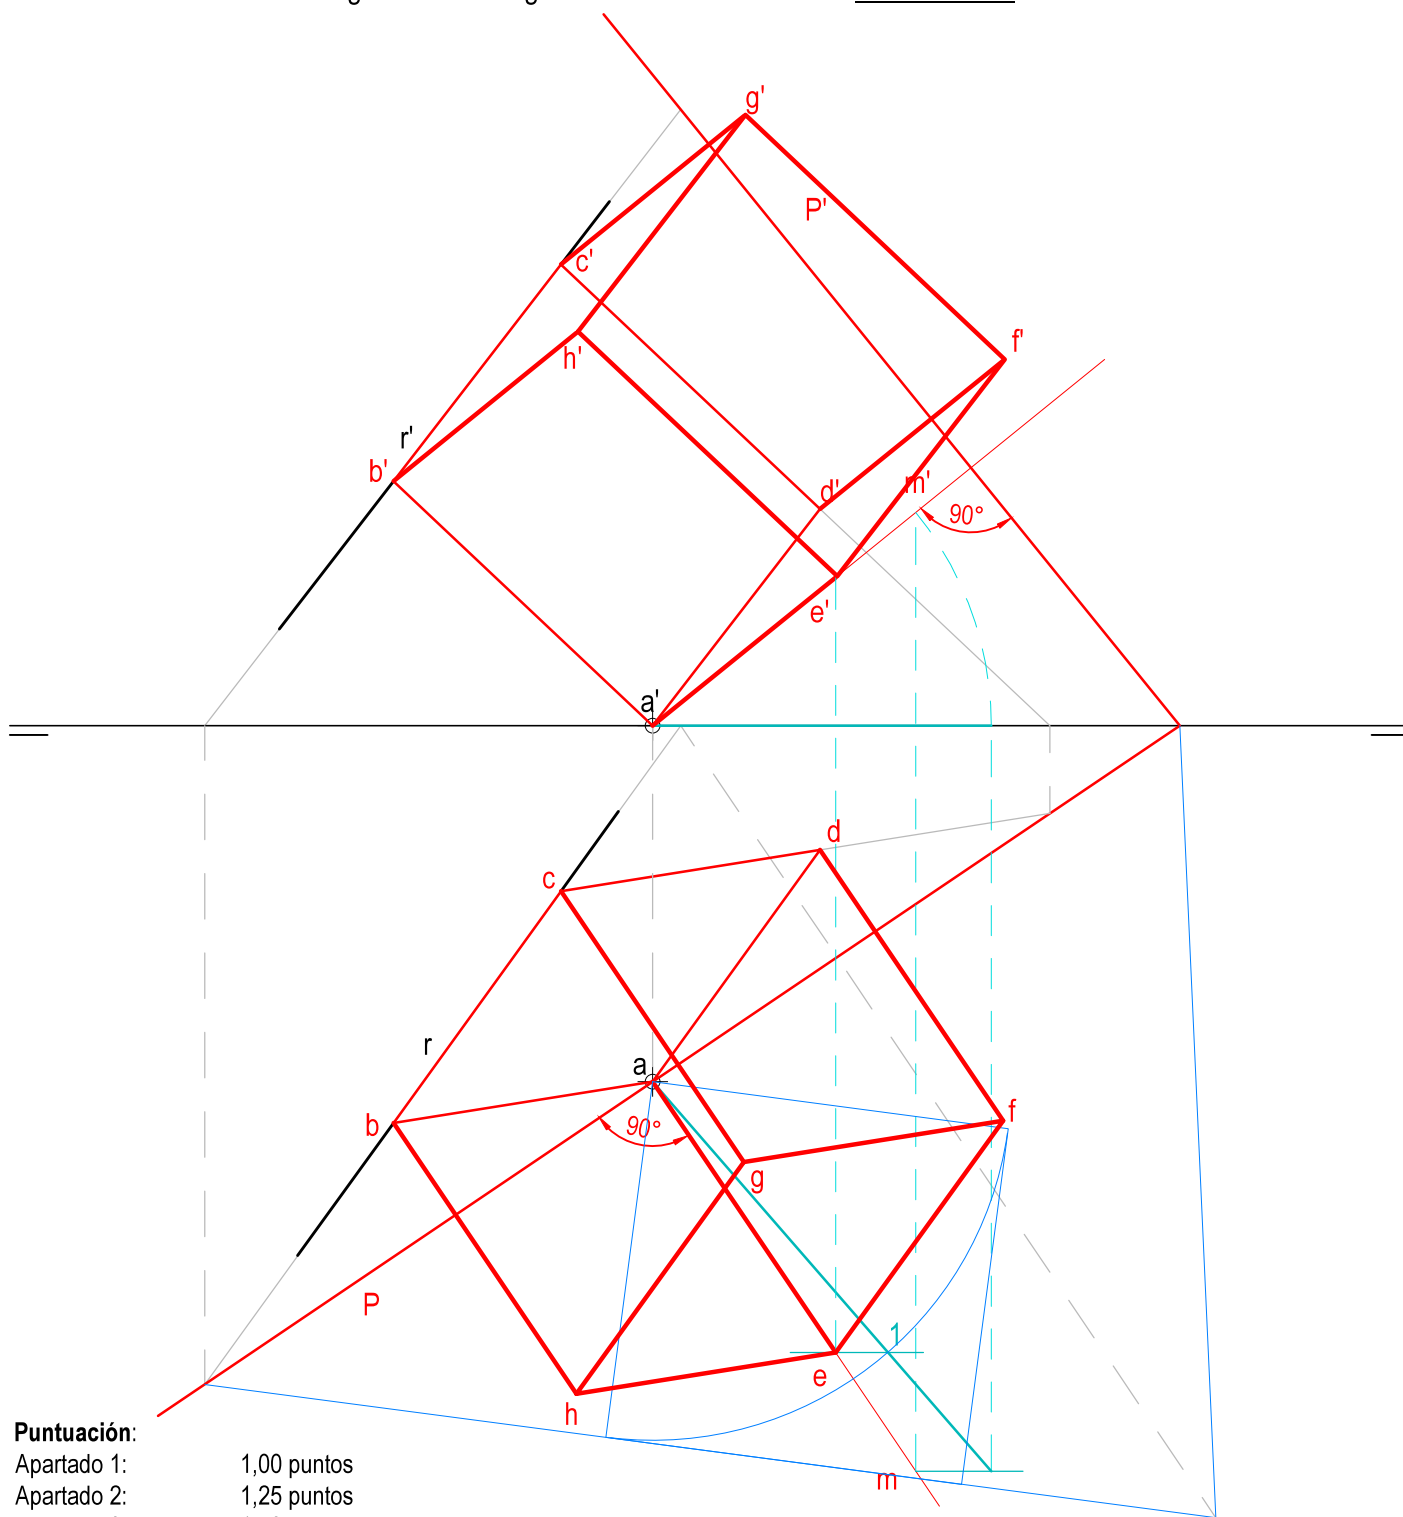 g'
P'
c'
f'
h'
r'
b'
d'
m'
90°
e'
a'
d
c
r
a
f
b
90°
g
P
1
e
h
Puntuación:
m
Apartado 1: 1,00 puntos
Apartado 2: 1,25 puntos